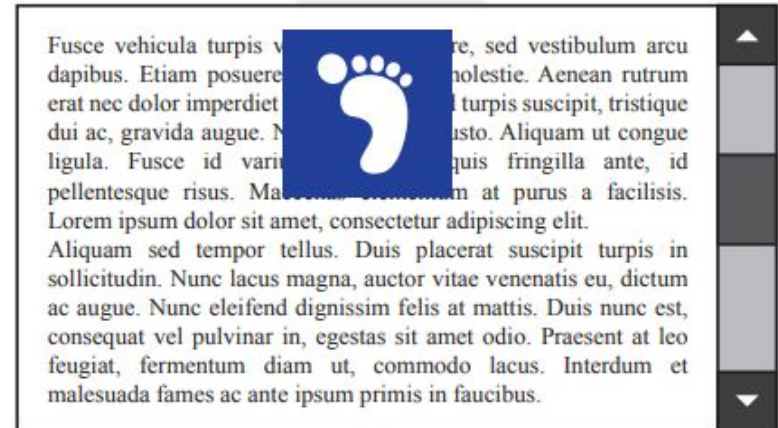 Fusce vehicula turpis re, sed vestibulum arcu
dapibus. Etiam posuere molestie. Aenean rutrum
erat nec dolor imperdiet turpis suscipit, tristique
dui ac, gravida augue. usto. Aliquam ut congue
ligula. Fusce id quis fringilla ante, id
pellentesque risus. at purus a facilisis.
Lorem ipsum dolor sit amet, consectetur adipiscing elit.
Aliquam sed tempor tellus. Duis placerat suscipit turpis in
sollicitudin. Nunc lacus magna, auctor vitae venenatis eu, dictum
ac augue. Nunc eleifend dignissim felis at mattis. Duis nunc est,
consequat vel pulvinar in, egestas sit amet odio. Praesent at leo
feugiat, fermentum diam ut, commodo lacus. Interdum et
malesuada fames ac ante ipsum primis in faucibus.